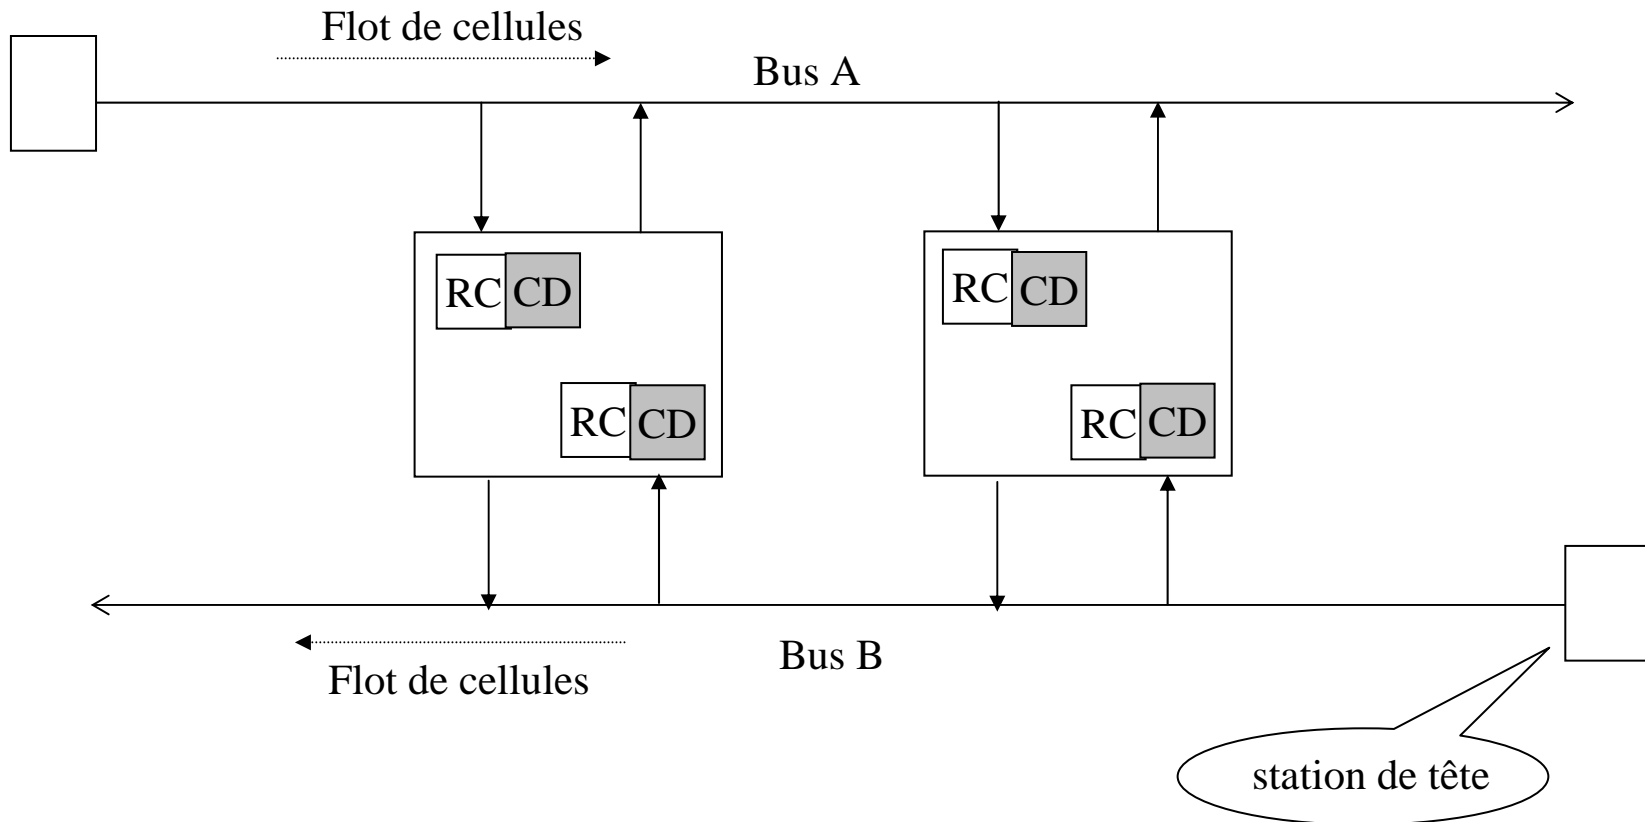 Flot de cellules
Bus A
RC CD
RC CD
RC CD
RC CD
Bus B
Flot de cellules
station de tête